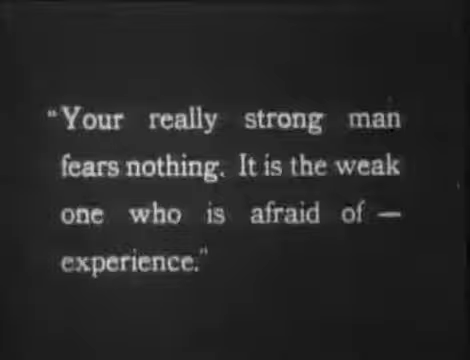 "Your really strong man
fears nothing. It is the weak
one who is afraid of —
experience."